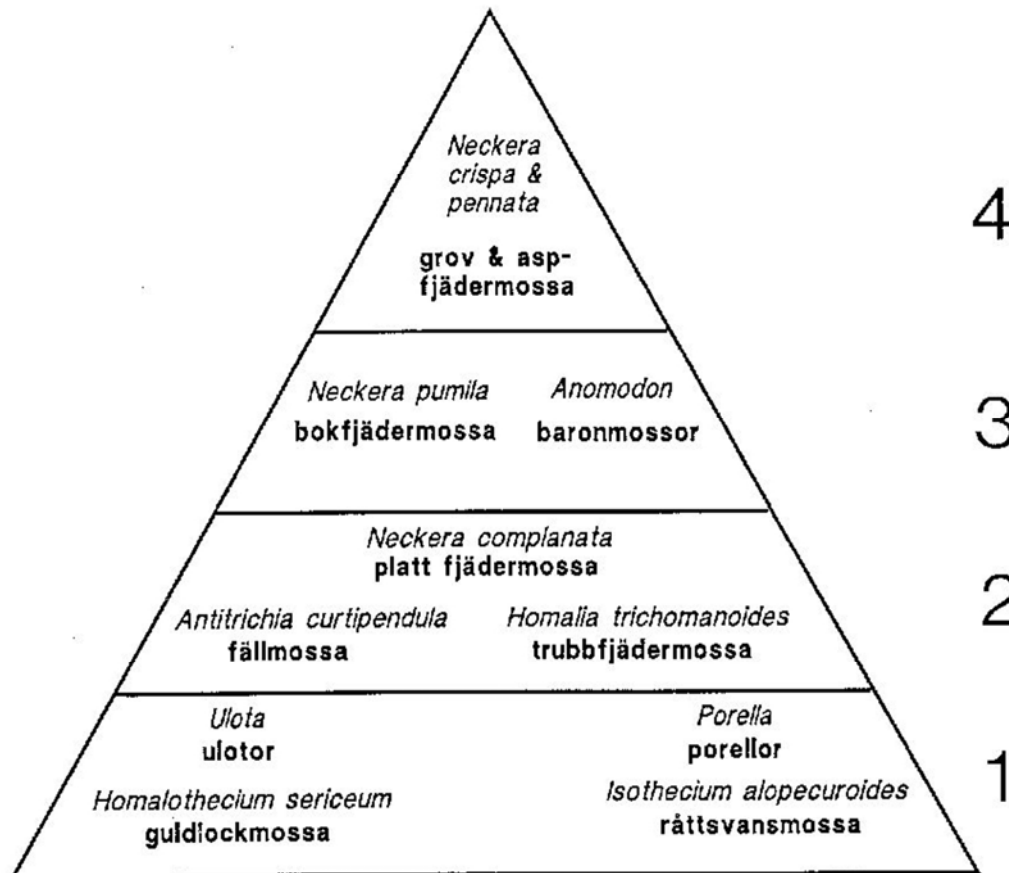 Neckera
crispa &
pennata
grov & asp-
fjädermossa
4
Neckera pumila
bokfjädermossa
Anomodon
baronmossor
3
Neckera complanata
platt fjädermossa
Antitrichia curtipendula
fällmossa
Homalia trichomanoides
trubbfjädermossa
2
Ulota
ulotor
Porella
porellor
Homalothecium sericeum
guldlockmossa
Isothecium alopecuroides
råttsvansmossa
1